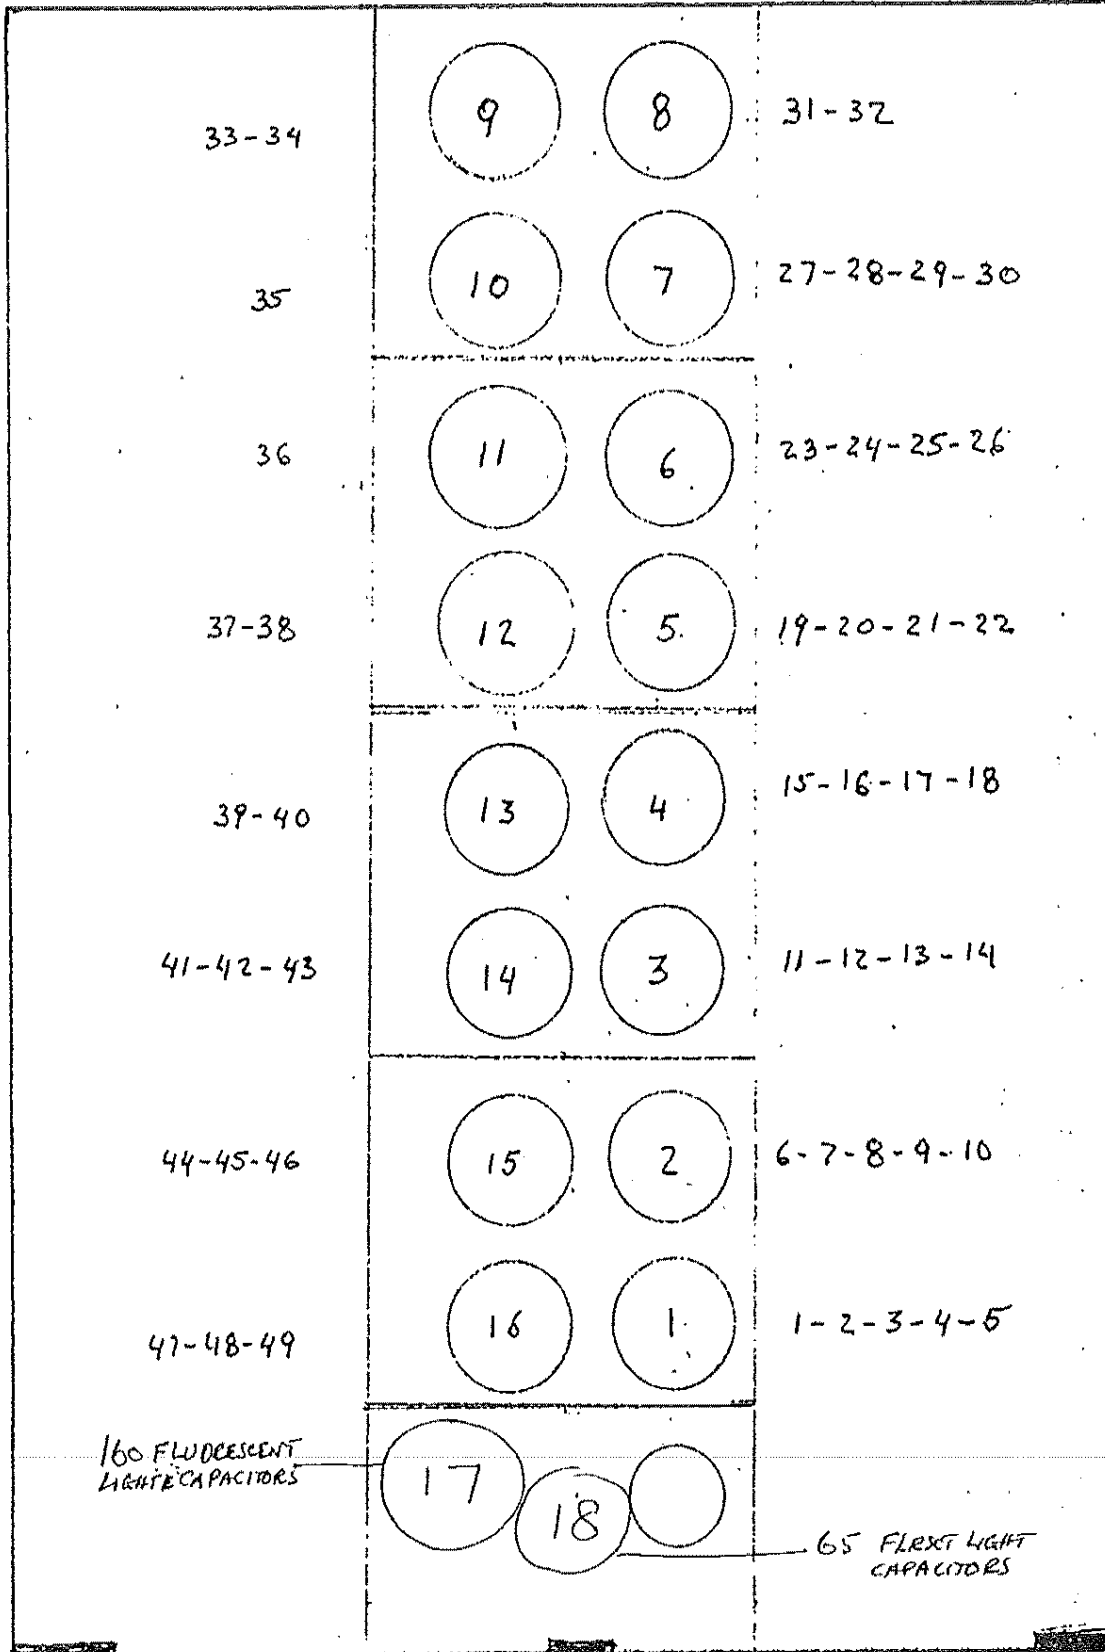 33-34 9 8 31-32
35 10 7 27-28-29-30
36 11 6 23-24-25-26
37-38 12 5 19-20-21-22
39-40 13 4 15-16-17-18
41-42-43 14 3 11-12-13-14
44-45-46 15 2 6-7-8-9-10
47-48-49 16 1 1-2-3-4-5
160 FLUORESCENT
LIGHT CAPACITORS
17
18
65 LIGHT
CAPACITORS